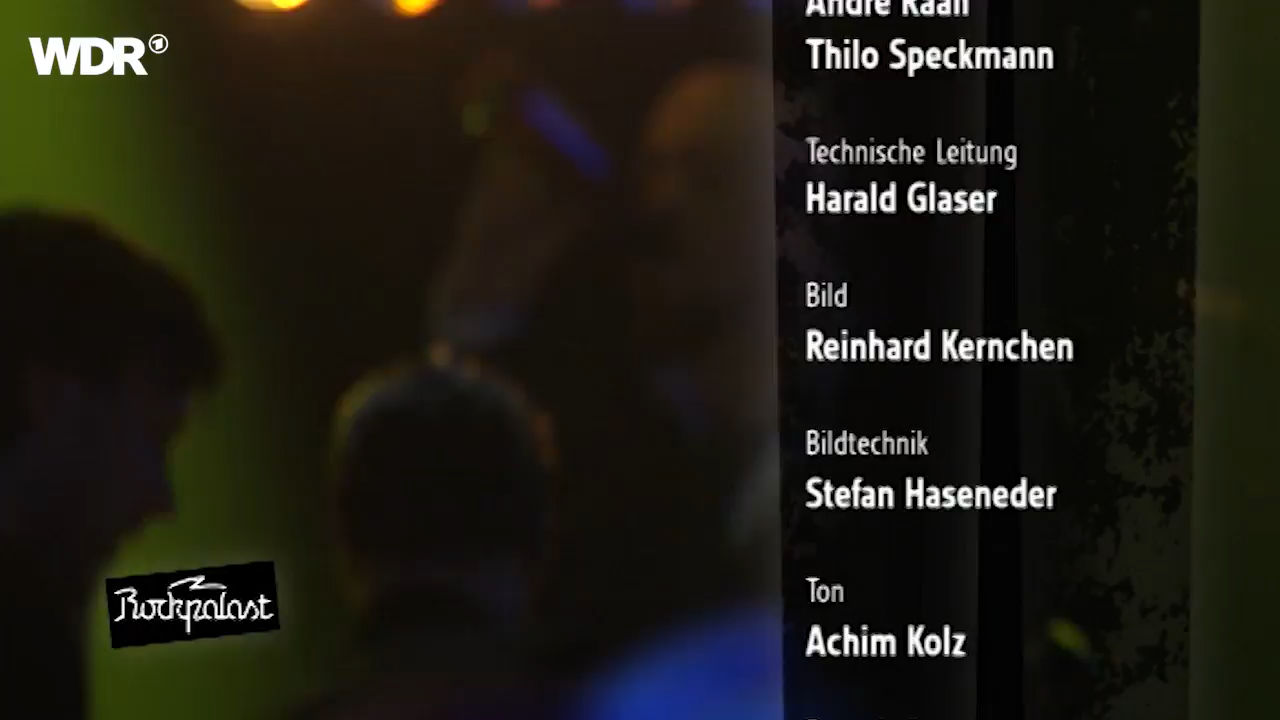 WDR
Thilo Speckmann
Technische Leitung
Harald Glaser
Bild
Reinhard Kernchen
Bildtechnik
Stefan Haseneder
Ton
Achim Kolz
Rockpalast